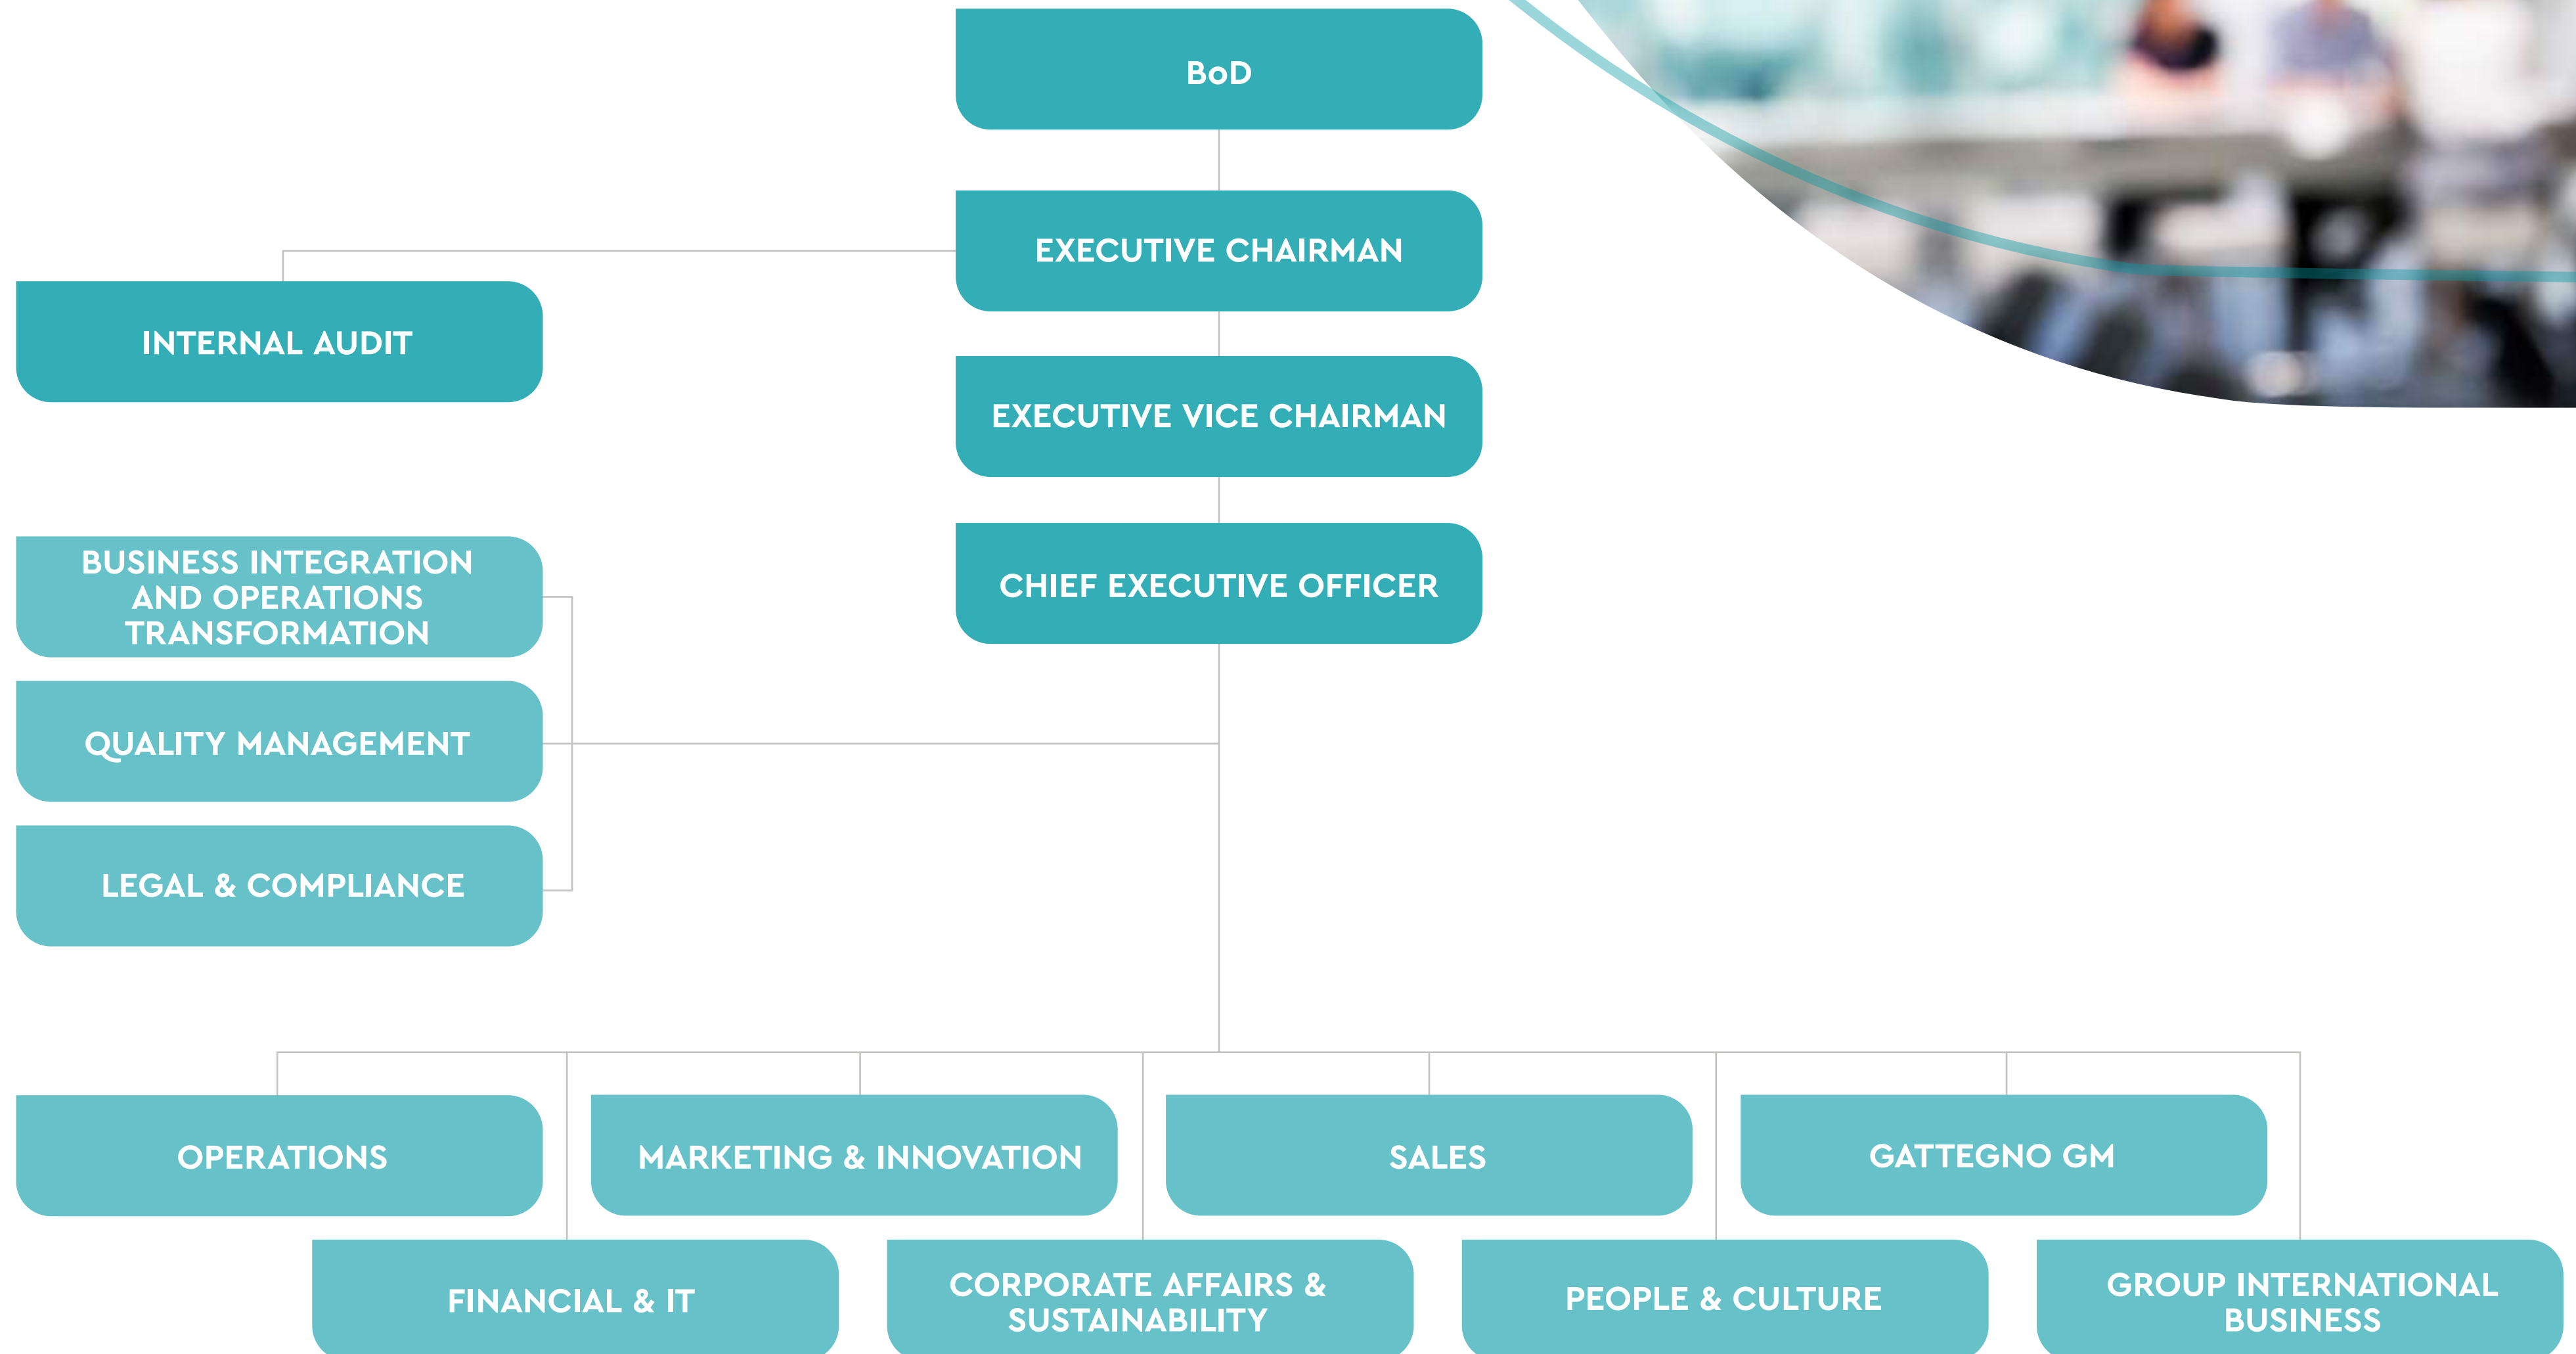 BoD
EXECUTIVE CHAIRMAN
INTERNAL AUDIT
EXECUTIVE VICE CHAIRMAN
CHIEF EXECUTIVE OFFICER
BUSINESS INTEGRATION
AND OPERATIONS
TRANSFORMATION
QUALITY MANAGEMENT
LEGAL & COMPLIANCE
OPERATIONS
MARKETING & INNOVATION
SALES
GATTEGNO GM
FINANCIAL & IT
CORPORATE AFFAIRS &
SUSTAINABILITY
PEOPLE & CULTURE
GROUP INTERNATIONAL
BUSINESS